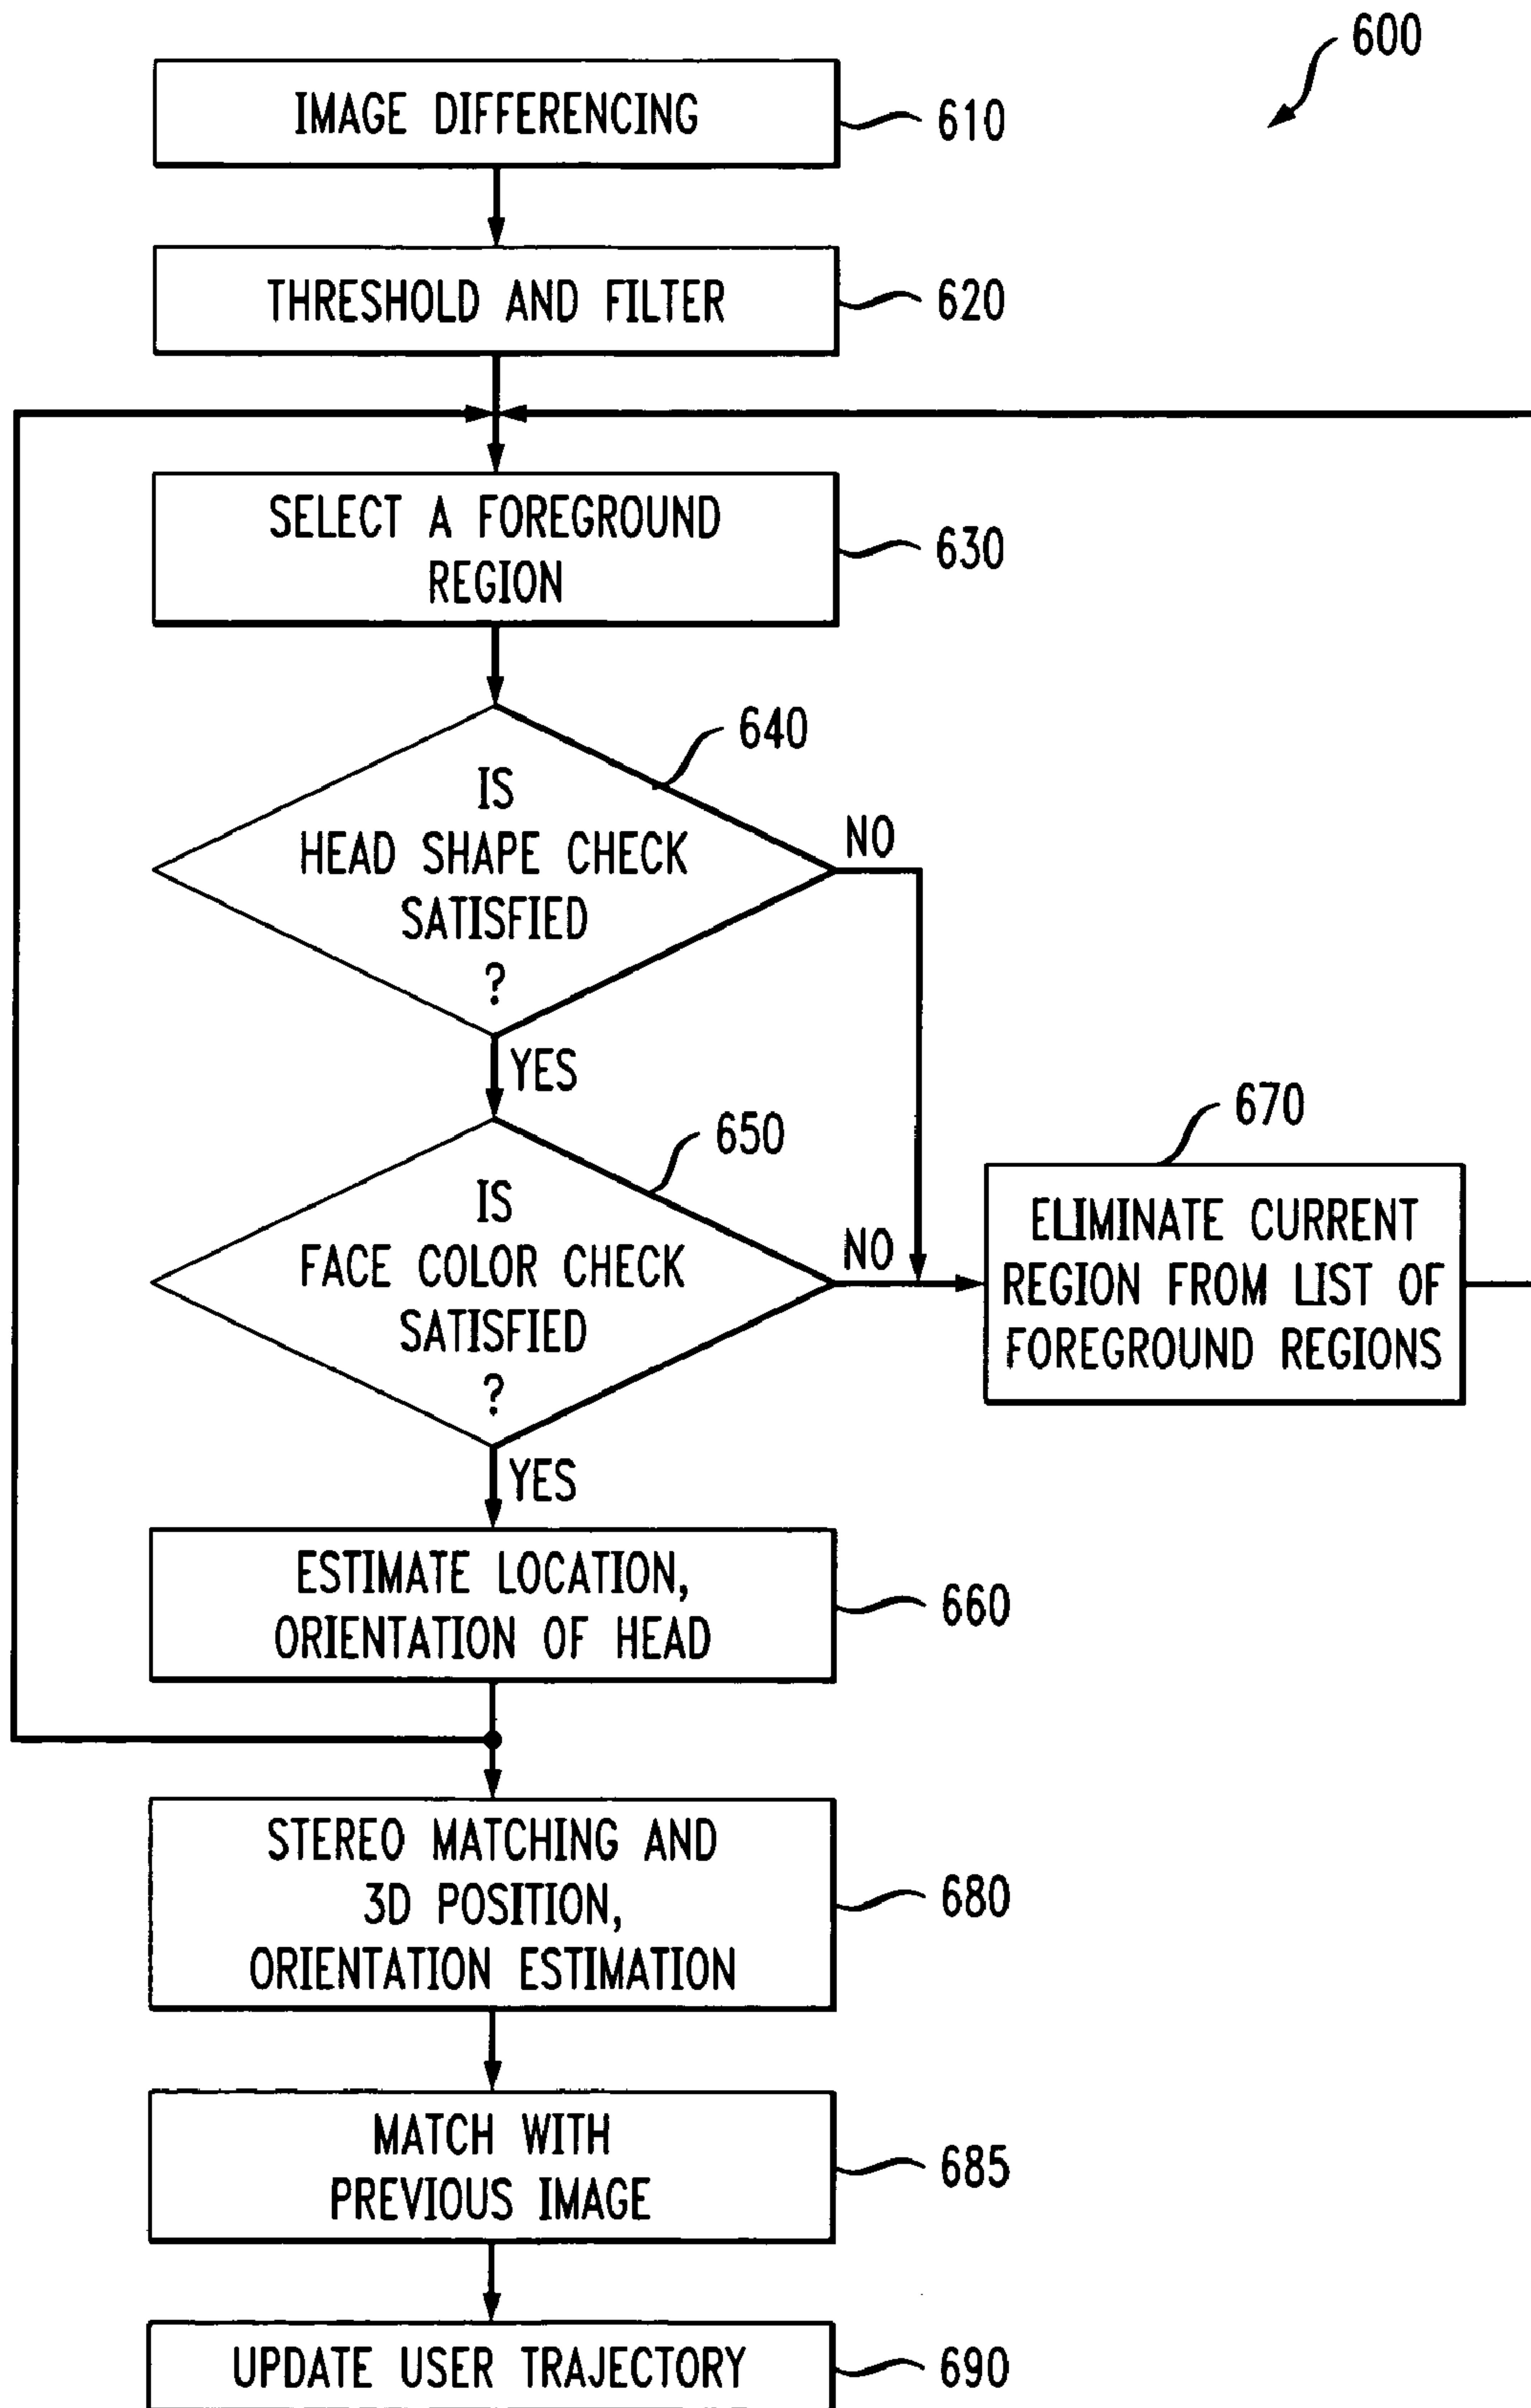 600
IMAGE DIFFERENCING
610
THRESHOLD AND FILTER
620
SELECT A FOREGROUND
REGION
630
640
IS
HEAD SHAPE CHECK
SATISFIED
?
NO
YES
650
IS
FACE COLOR CHECK
SATISFIED
?
NO
670
ELIMINATE CURRENT
REGION FROM LIST OF
FOREGROUND REGIONS
YES
ESTIMATE LOCATION,
ORIENTATION OF HEAD
660
STEREO MATCHING AND
3D POSITION,
ORIENTATION ESTIMATION
680
MATCH WITH
PREVIOUS IMAGE
685
UPDATE USER TRAJECTORY
690